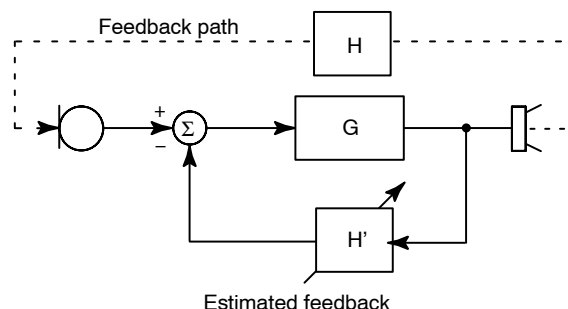 Feedback path
H
+
Σ
−
G
H'
Estimated feedback